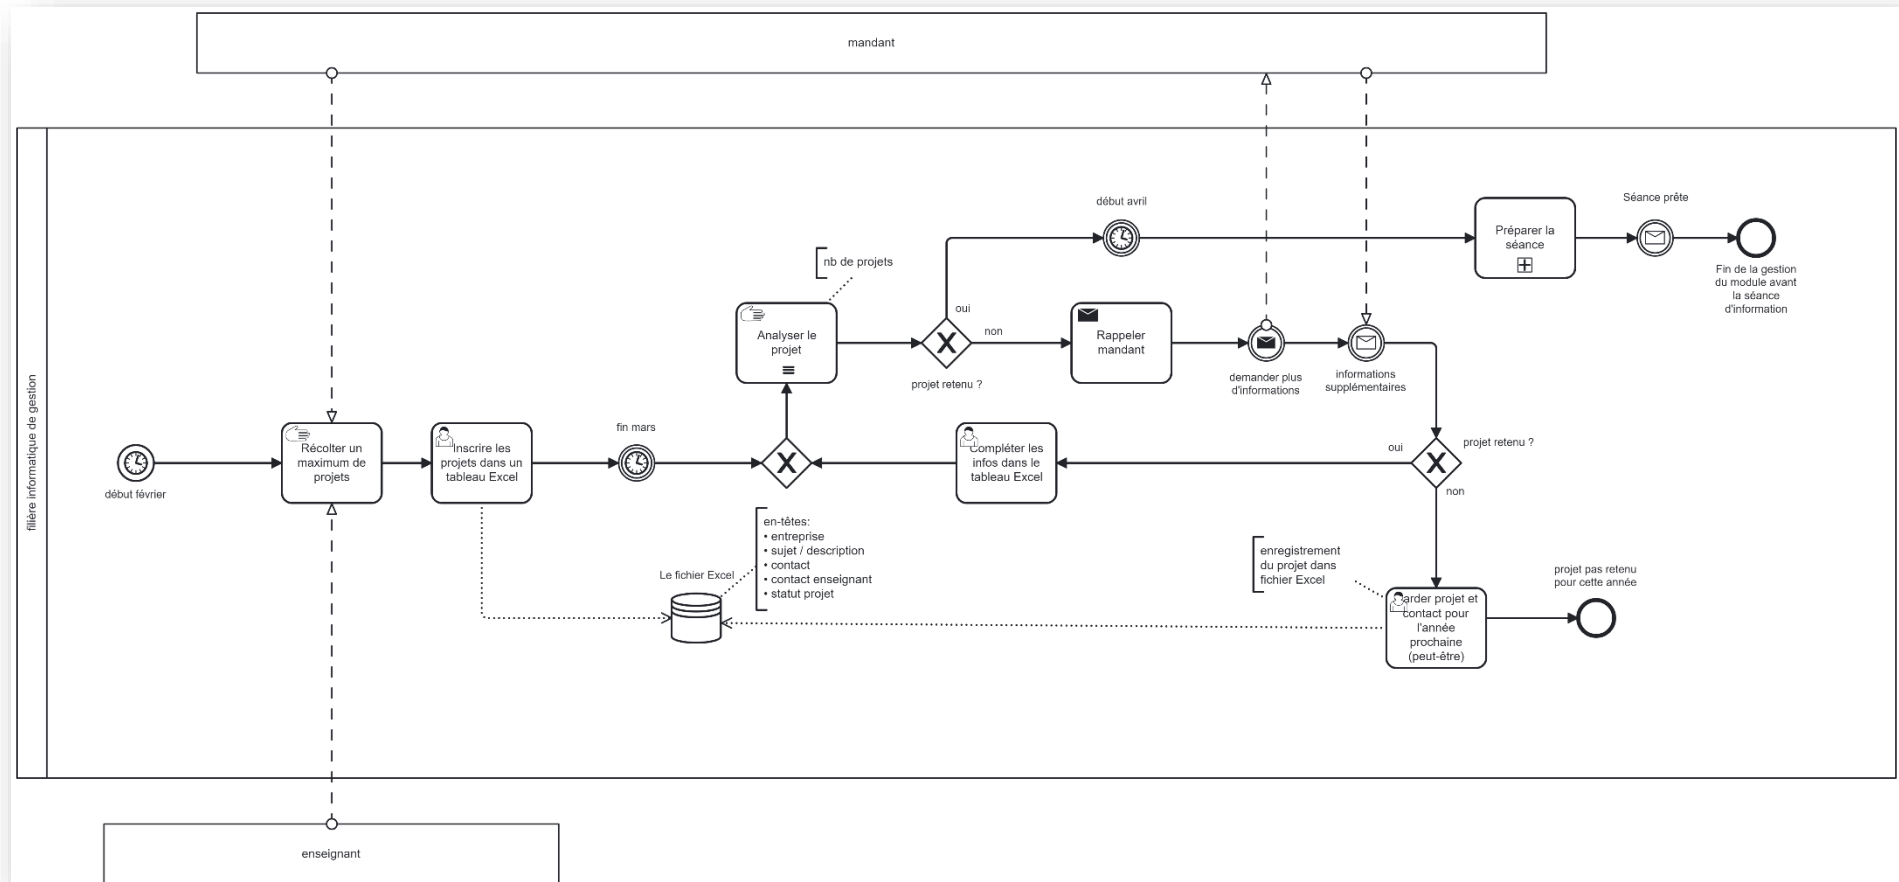 mandant
filière informatique de gestion
début avril
Séance prête
Préparer la
séance
Fin de la gestion
du module avant
la séance
d'information
nb de projets
Analyser le
projet
oui
non
projet retenu ?
Rappeler
mandant
demander plus
d'informations
informations
supplémentaires
début février
Récolter un
maximum de
projets
Inscrire les
projets dans un
tableau Excel
fin mars
Compléter les
infos dans le
tableau Excel
oui
projet retenu ?
non
Le fichier Excel
en-têtes:
• entreprise
• sujet / description
• contact
• contact enseignant
• statut projet
enregistrement
du projet dans
fichier Excel
arder projet et
contact pour
l'année
prochaine
(peut-être)
projet pas retenu
pour cette année
enseignant